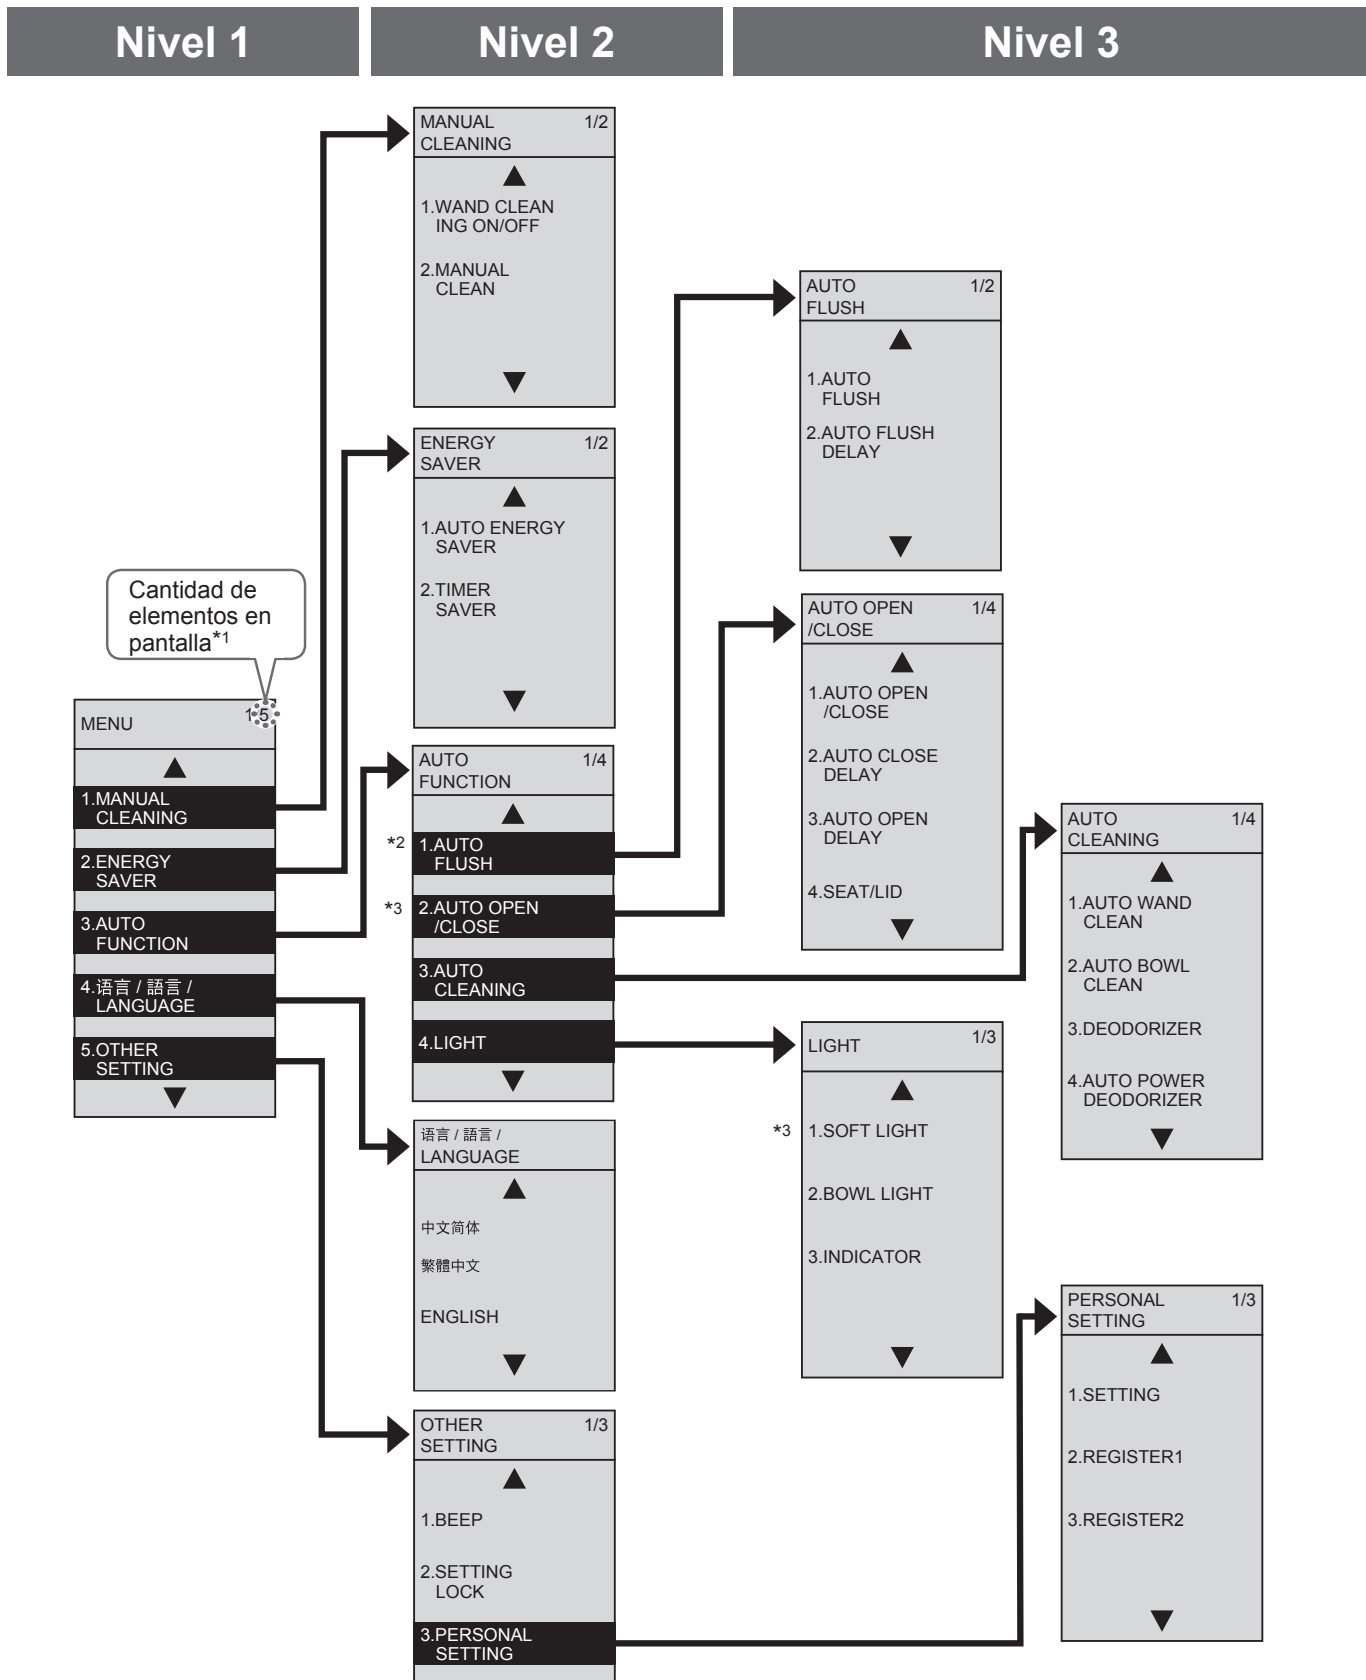 Nivel 1
Nivel 2
Nivel 3
MANUAL 1/2
CLEANING
1.WAND CLEAN
ING ON/OFF
2.MANUAL
CLEAN
ENERGY 1/2
SAVER
1.AUTO ENERGY
SAVER
2.TIMER
SAVER
Cantidad de
elementos en
pantalla*1
MENU 1/5
1.MANUAL
CLEANING
2.ENERGY
SAVER
3.AUTO
FUNCTION
4.语言 / 語言 /
LANGUAGE
5.OTHER
SETTING
AUTO 1/4
FUNCTION
*2 1.AUTO
FLUSH
*3 2.AUTO OPEN
/CLOSE
3.AUTO
CLEANING
4.LIGHT
语言 / 語言 /
LANGUAGE
中文简体
繁體中文
ENGLISH
OTHER 1/3
SETTING
1.BEEP
2.SETTING
LOCK
3.PERSONAL
SETTING
AUTO 1/2
FLUSH
1.AUTO
FLUSH
2.AUTO FLUSH
DELAY
AUTO OPEN 1/4
/CLOSE
1.AUTO OPEN
/CLOSE
2.AUTO CLOSE
DELAY
3.AUTO OPEN
DELAY
4.SEAT/LID
AUTO 1/4
CLEANING
1.AUTO WAND
CLEAN
2.AUTO BOWL
CLEAN
3.DEODORIZER
4.AUTO POWER
DEODORIZER
LIGHT 1/3
*3 1.SOFT LIGHT
2.BOWL LIGHT
3.INDICATOR
PERSONAL 1/3
SETTING
1.SETTING
2.REGISTER1
3.REGISTER2